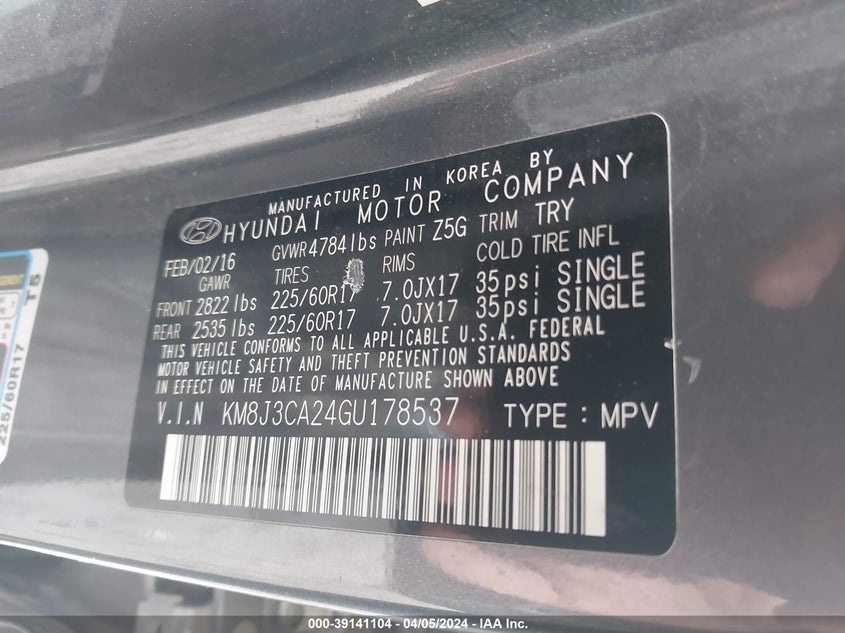 MANUFACTURED IN KOREA BY
HYUNDAI MOTOR COMPANY
FEB/02/16 GVWR 4784lbs PAINT Z5G TRIM TRY
GAWR TIRES RIMS COLD TIRE INFL
FRONT 2822 lbs 225/60R17 7.0JX17 35psi SINGLE
REAR 2535 lbs 225/60R17 7.0JX17 35psi SINGLE
THIS VEHICLE CONFORMS TO ALL APPLICABLE U.S.A. FEDERAL
MOTOR VEHICLE SAFETY AND THEFT PREVENTION STANDARDS
IN EFFECT ON THE DATE OF MANUFACTURE SHOWN ABOVE
V.I.N KM8J3CA24GU178537 TYPE : MPV
225/60R17 T5
000-39141104 - 04/05/2024 - IAA Inc.